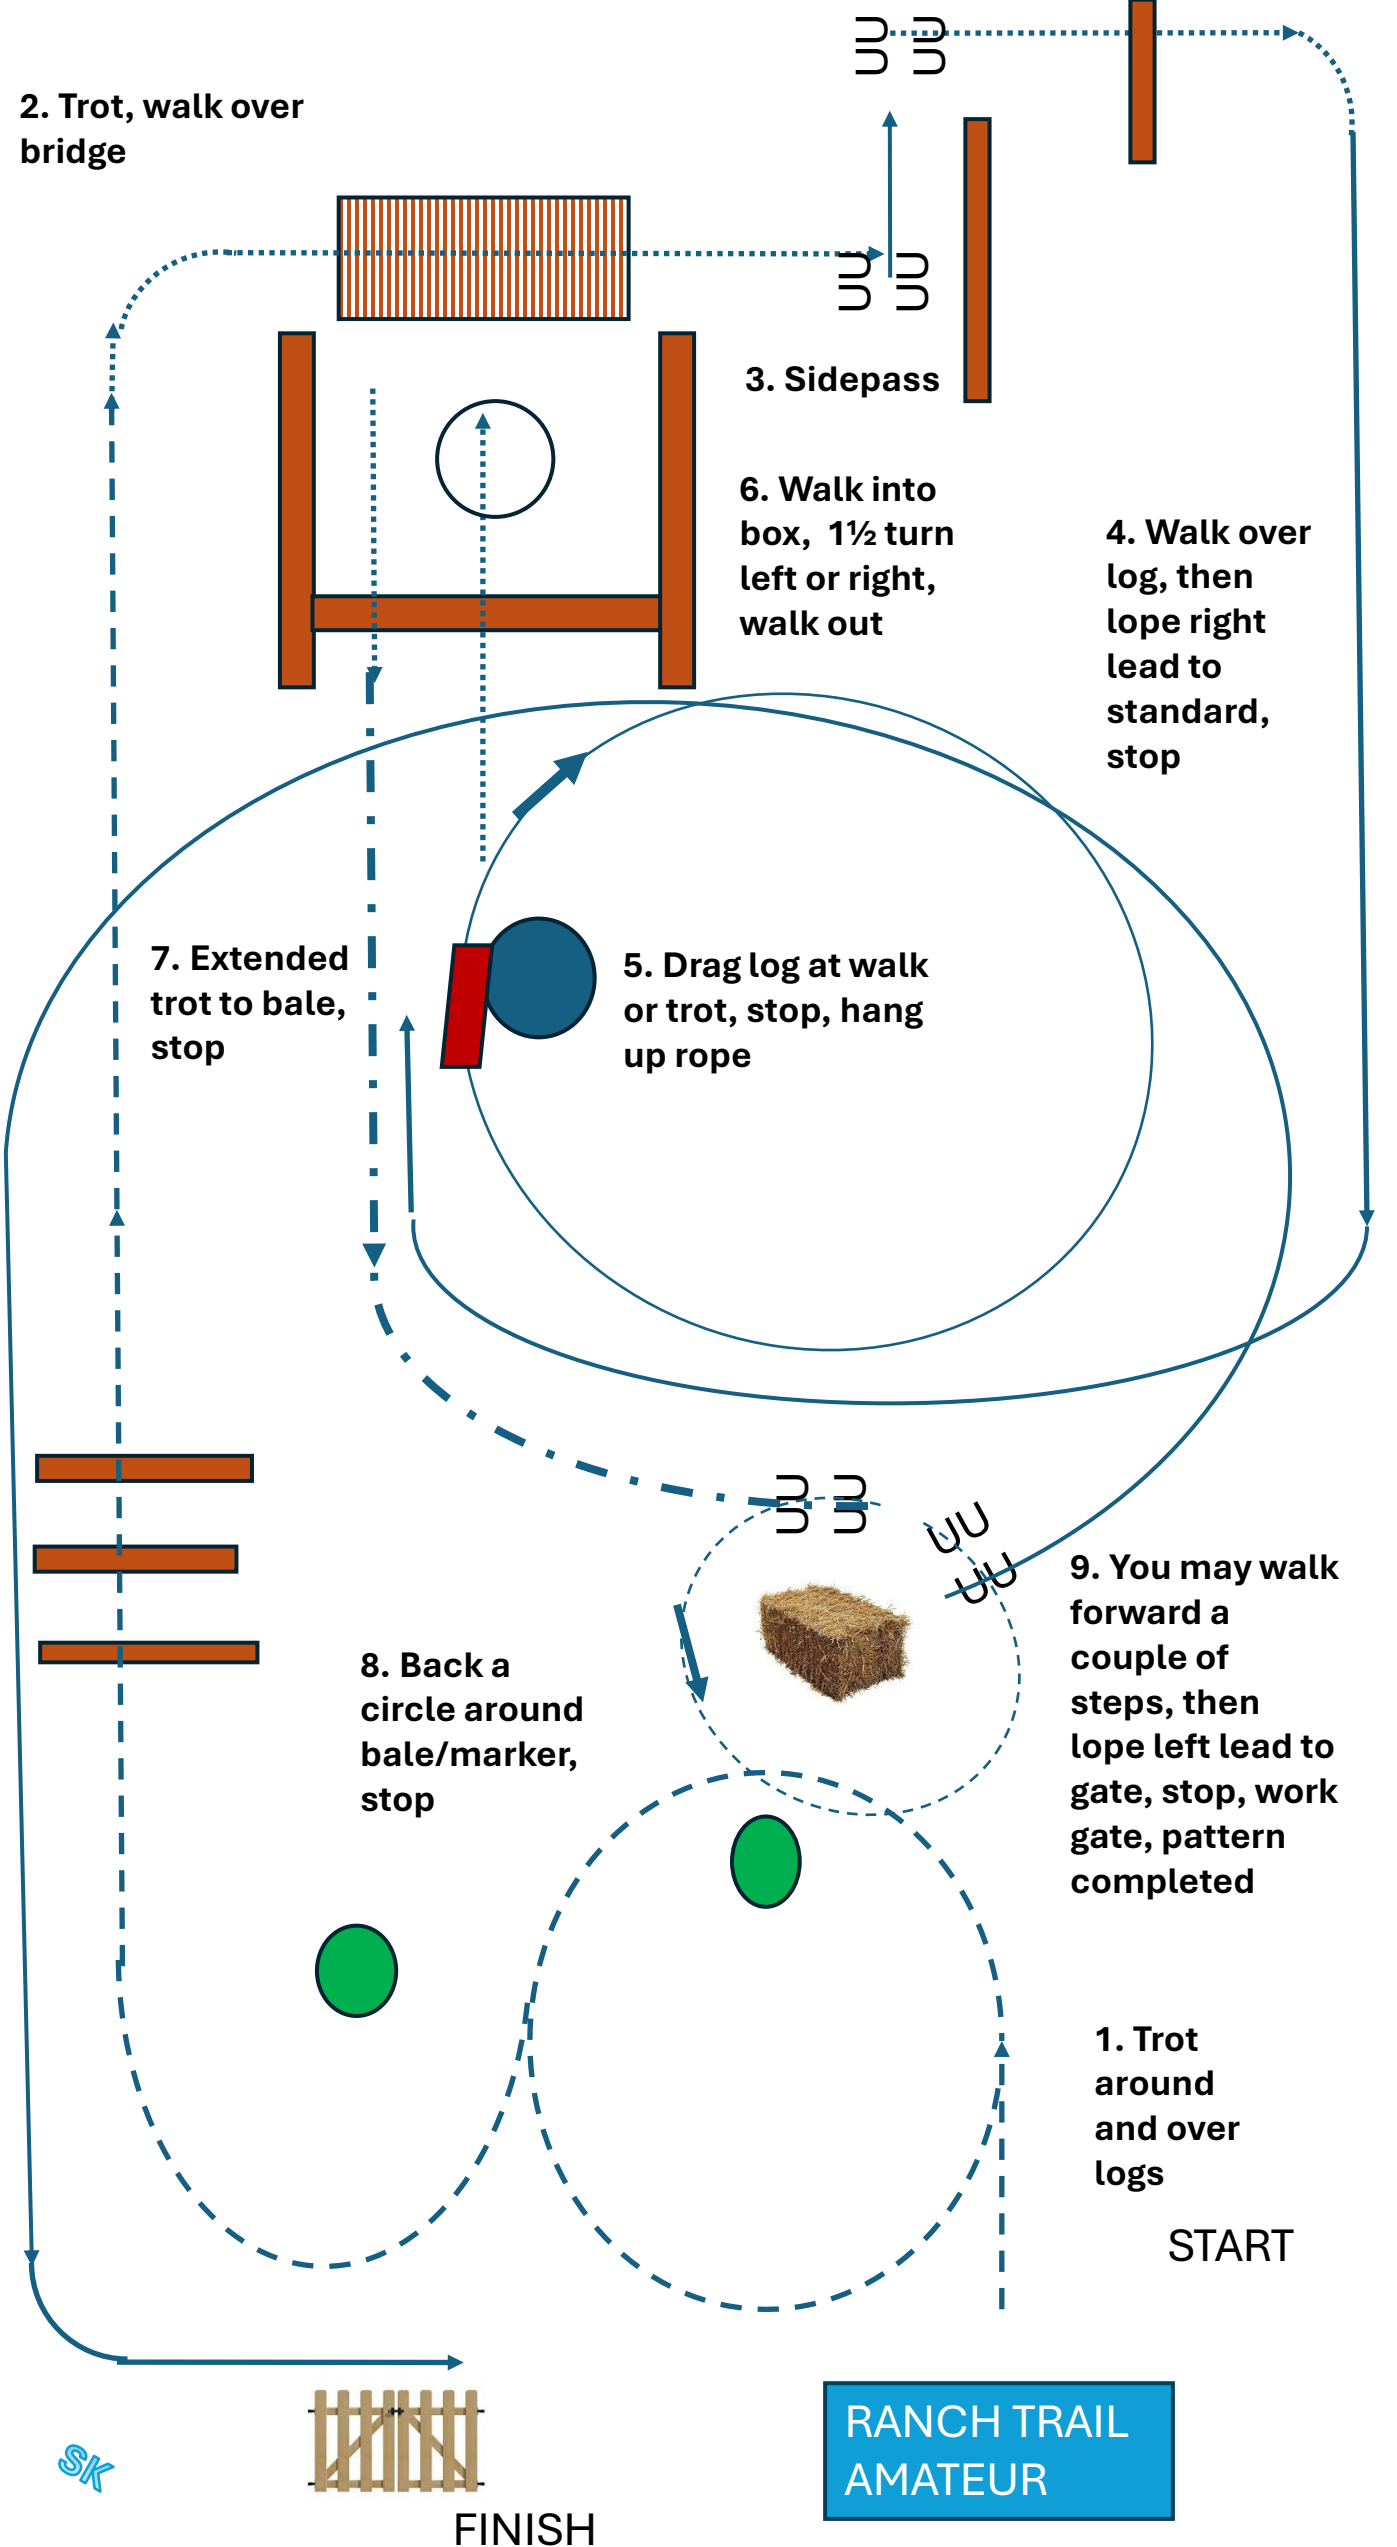 2. Trot, walk over
bridge
3. Sidepass
6. Walk into
box,  1½ turn
left or right,
walk out
4. Walk over
log, then
lope right
lead to
standard,
stop
7. Extended
trot to bale,
stop
5. Drag log at walk
or trot, stop, hang
up rope
9. You may walk
forward a
couple of
steps, then
lope left lead to
gate, stop, work
gate, pattern
completed
8. Back a
circle around
bale/marker,
stop
1. Trot
around
and over
logs
START
RANCH TRAIL
AMATEUR
SK
FINISH